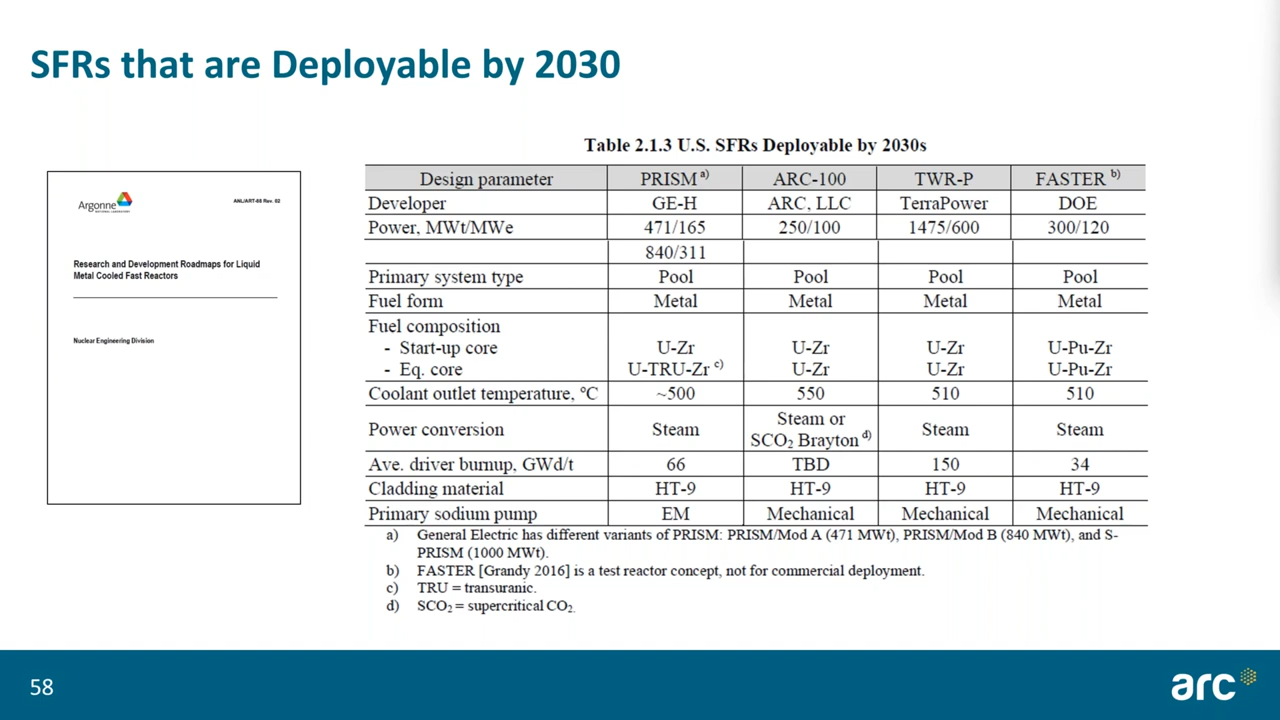 SFRs that are Deployable by 2030
Argonne
NATIONAL LABORATORY
ANL/ART-88 Rev. 02
Research and Development Roadmaps for Liquid
Metal Cooled Fast Reactors
Nuclear Engineering Division
Table 2.1.3 U.S. SFRs Deployable by 2030s
Design parameter PRISM a) ARC-100 TWR-P FASTER b)
Developer GE-H ARC, LLC TerraPower DOE
Power, MWt/MWe 471/165 250/100 1475/600 300/120
840/311
Primary system type Pool Pool Pool Pool
Fuel form Metal Metal Metal Metal
Fuel composition
- Start-up core U-Zr U-Zr U-Zr U-Pu-Zr
- Eq. core U-TRU-Zr c) U-Zr U-Zr U-Pu-Zr
Coolant outlet temperature, °C ~500 550 510 510
Power conversion Steam Steam or SCO2 Brayton d) Steam Steam
Ave. driver burnup, GWd/t 66 TBD 150 34
Cladding material HT-9 HT-9 HT-9 HT-9
Primary sodium pump EM Mechanical Mechanical Mechanical
a) General Electric has different variants of PRISM: PRISM/Mod A (471 MWt), PRISM/Mod B (840 MWt), and S-
PRISM (1000 MWt).
b) FASTER [Grandy 2016] is a test reactor concept, not for commercial deployment.
c) TRU = transuranic.
d) SCO2 = supercritical CO2.
58
arc